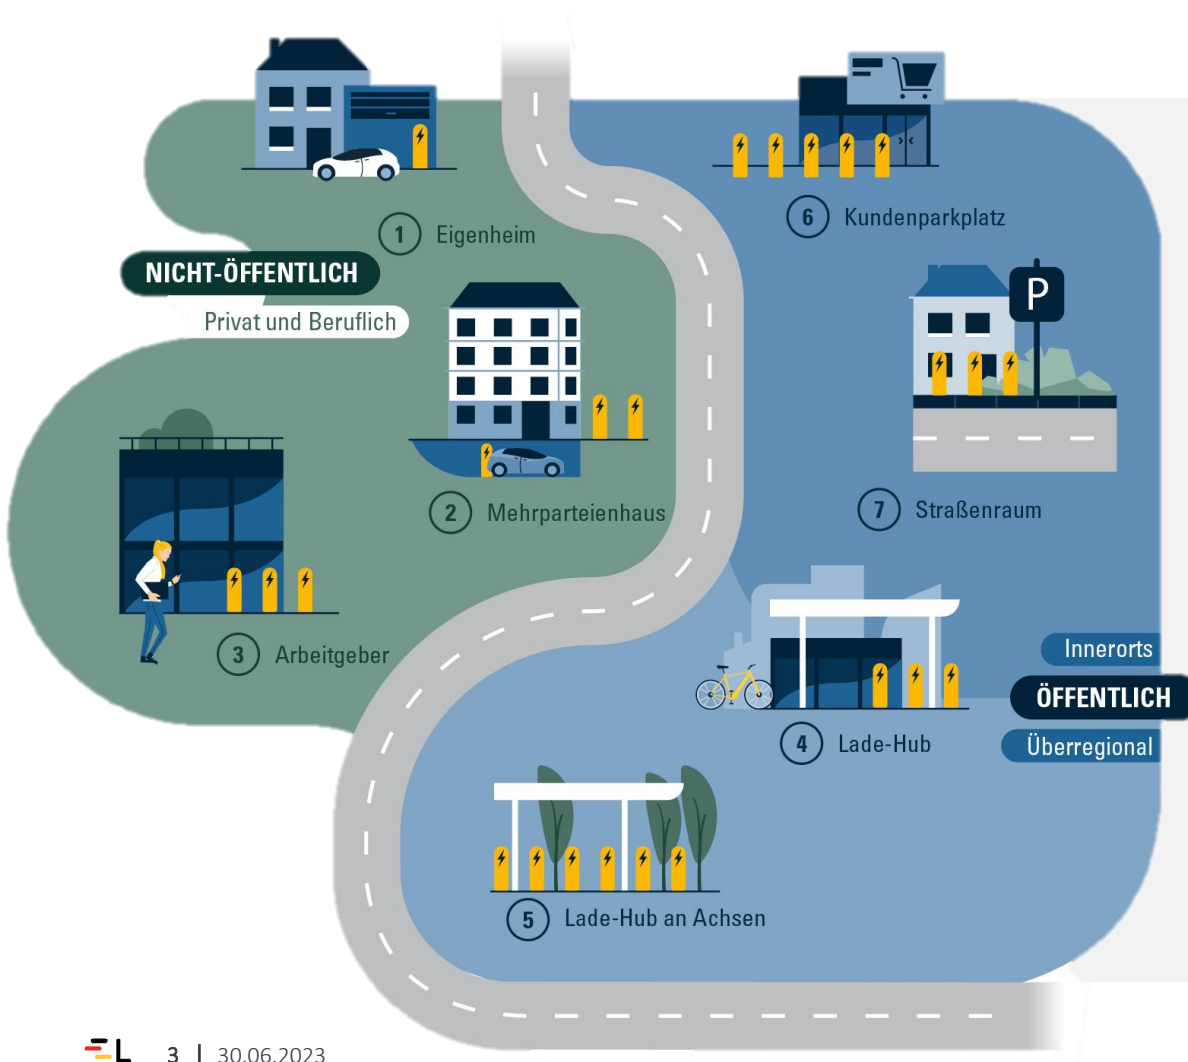 1 Eigenheim
NICHT-ÖFFENTLICH
Privat und Beruflich
2 Mehrparteienhaus
3 Arbeitgeber
6 Kundenparkplatz
P
7 Straßenraum
Innerorts
ÖFFENTLICH
Überregional
4 Lade-Hub
5 Lade-Hub an Achsen
L 3 | 30.06.2023